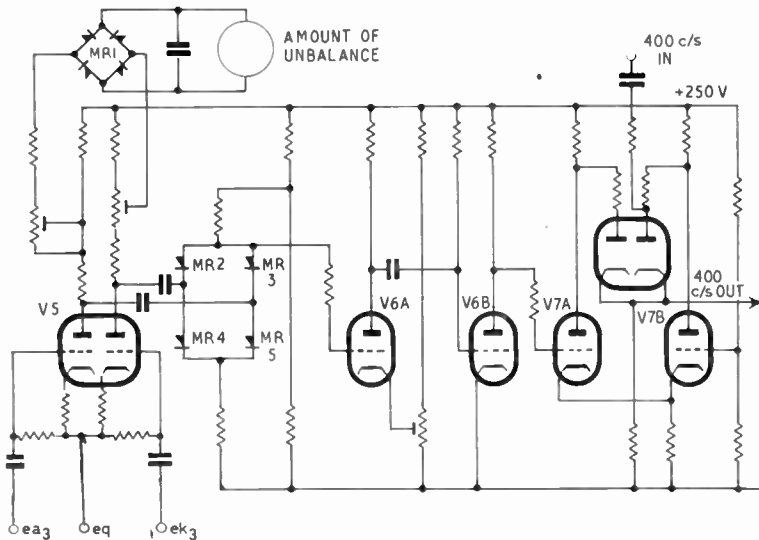 MR1
AMOUNT OF
UNBALANCE
400 c/s
IN
+250 V
MR2
MR
3
V5
V6A
V6B
V7A
400
c/s OUT
V7B
MR4
MR
5
ea3
eq
ek3